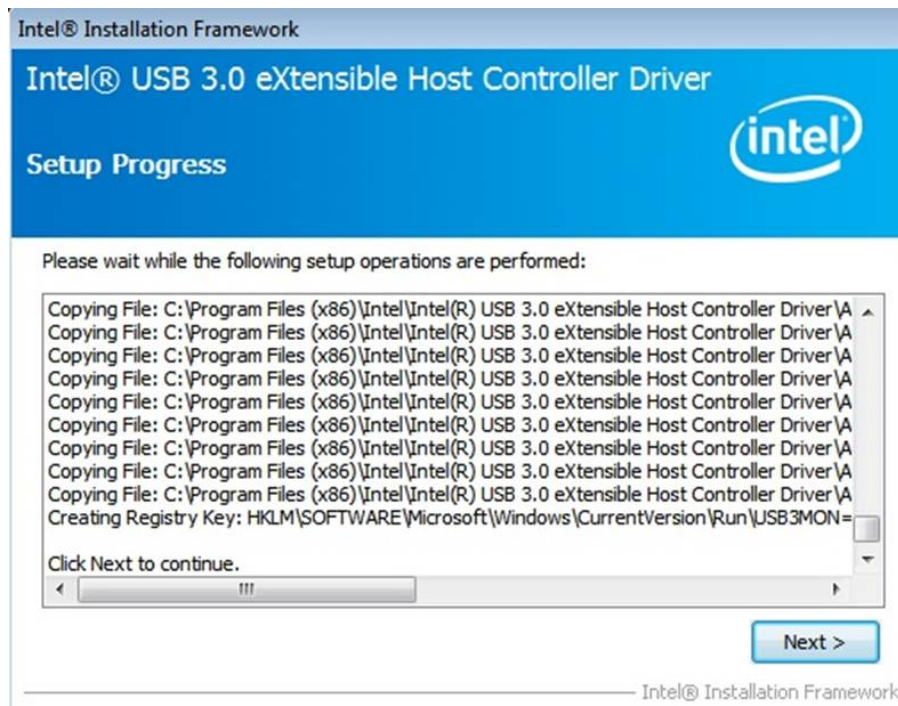 Intel® Installation Framework
Intel® USB 3.0 eXtensible Host Controller Driver
intel
Setup Progress
Please wait while the following setup operations are performed:
Copying File: C:\Program Files (x86)\Intel\Intel(R) USB 3.0 eXtensible Host Controller Driver\A
Copying File: C:\Program Files (x86)\Intel\Intel(R) USB 3.0 eXtensible Host Controller Driver\A
Copying File: C:\Program Files (x86)\Intel\Intel(R) USB 3.0 eXtensible Host Controller Driver\A
Copying File: C:\Program Files (x86)\Intel\Intel(R) USB 3.0 eXtensible Host Controller Driver\A
Copying File: C:\Program Files (x86)\Intel\Intel(R) USB 3.0 eXtensible Host Controller Driver\A
Copying File: C:\Program Files (x86)\Intel\Intel(R) USB 3.0 eXtensible Host Controller Driver\A
Copying File: C:\Program Files (x86)\Intel\Intel(R) USB 3.0 eXtensible Host Controller Driver\A
Copying File: C:\Program Files (x86)\Intel\Intel(R) USB 3.0 eXtensible Host Controller Driver\A
Copying File: C:\Program Files (x86)\Intel\Intel(R) USB 3.0 eXtensible Host Controller Driver\A
Creating Registry Key: HKLM\SOFTWARE\Microsoft\Windows\CurrentVersion\Run\USB3MON=
Click Next to continue.
Next >
Intel® Installation Framework